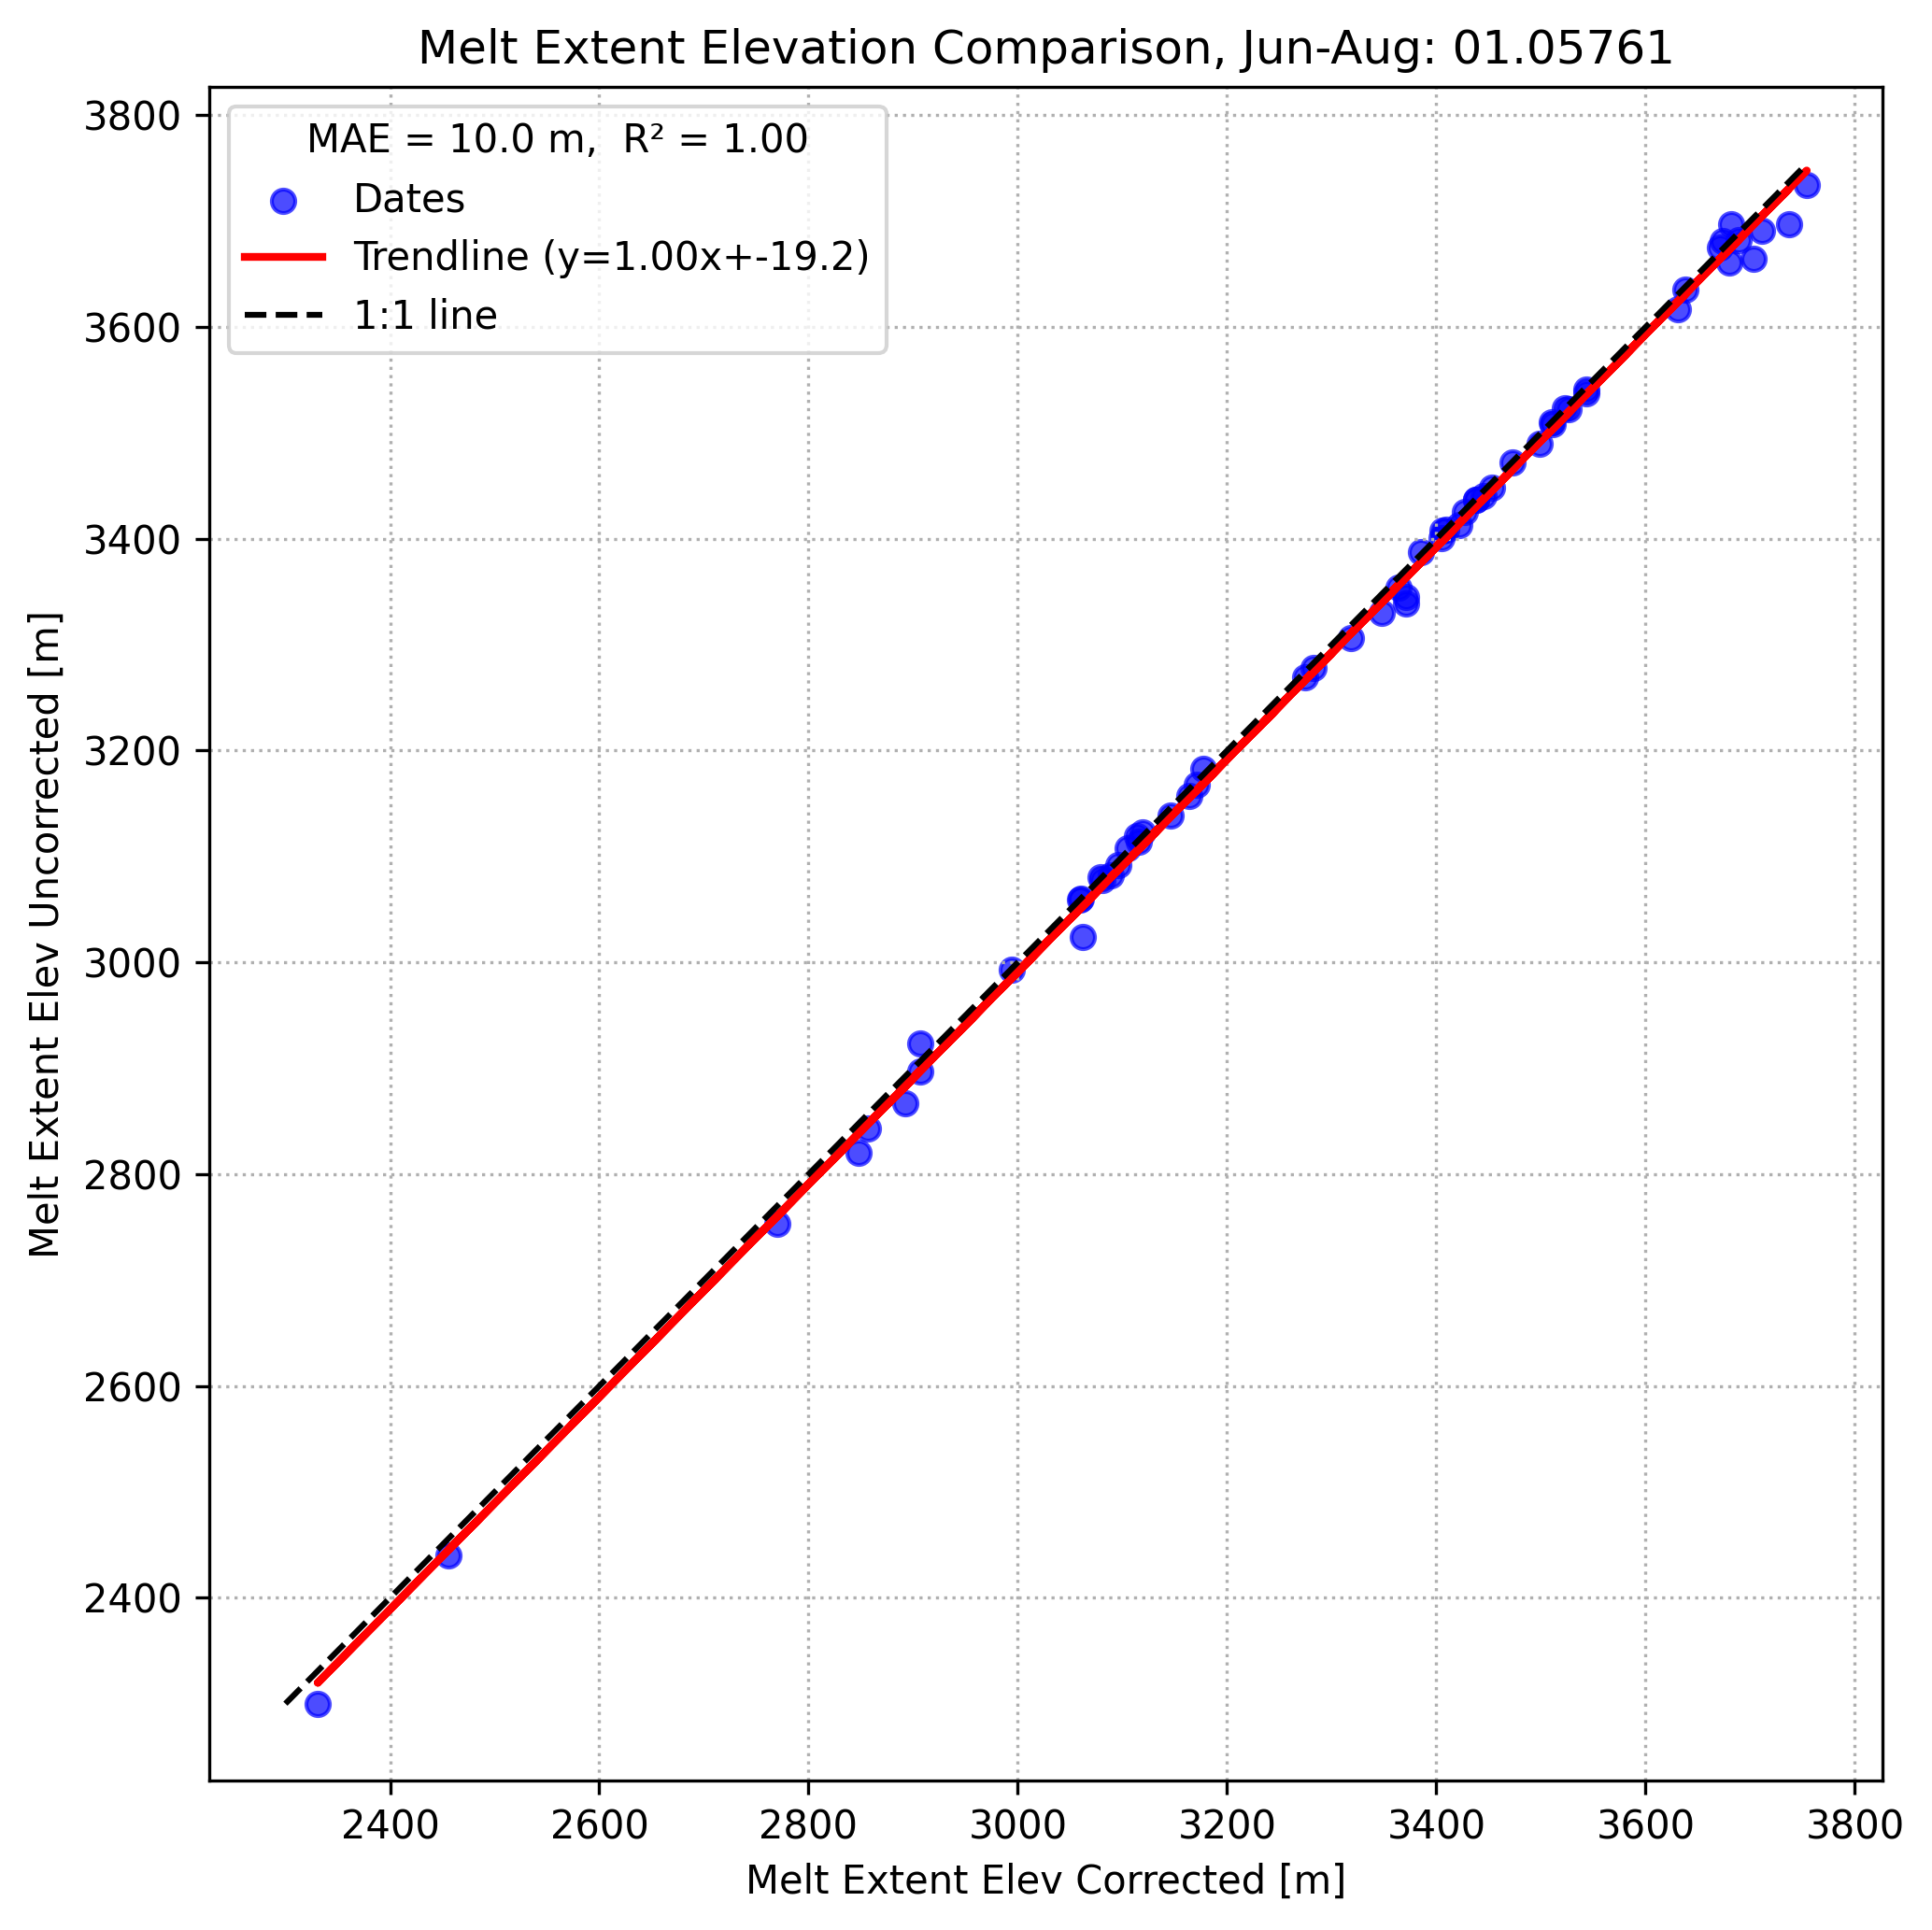 Melt Extent Elevation Comparison, Jun-Aug: 01.05761
MAE = 10.0 m,  R² = 1.00
Dates
Trendline (y=1.00x+-19.2)
1:1 line
Melt Extent Elev Uncorrected [m]
3800
3600
3400
3200
3000
2800
2600
2400
2400 2600 2800 3000 3200 3400 3600 3800
Melt Extent Elev Corrected [m]